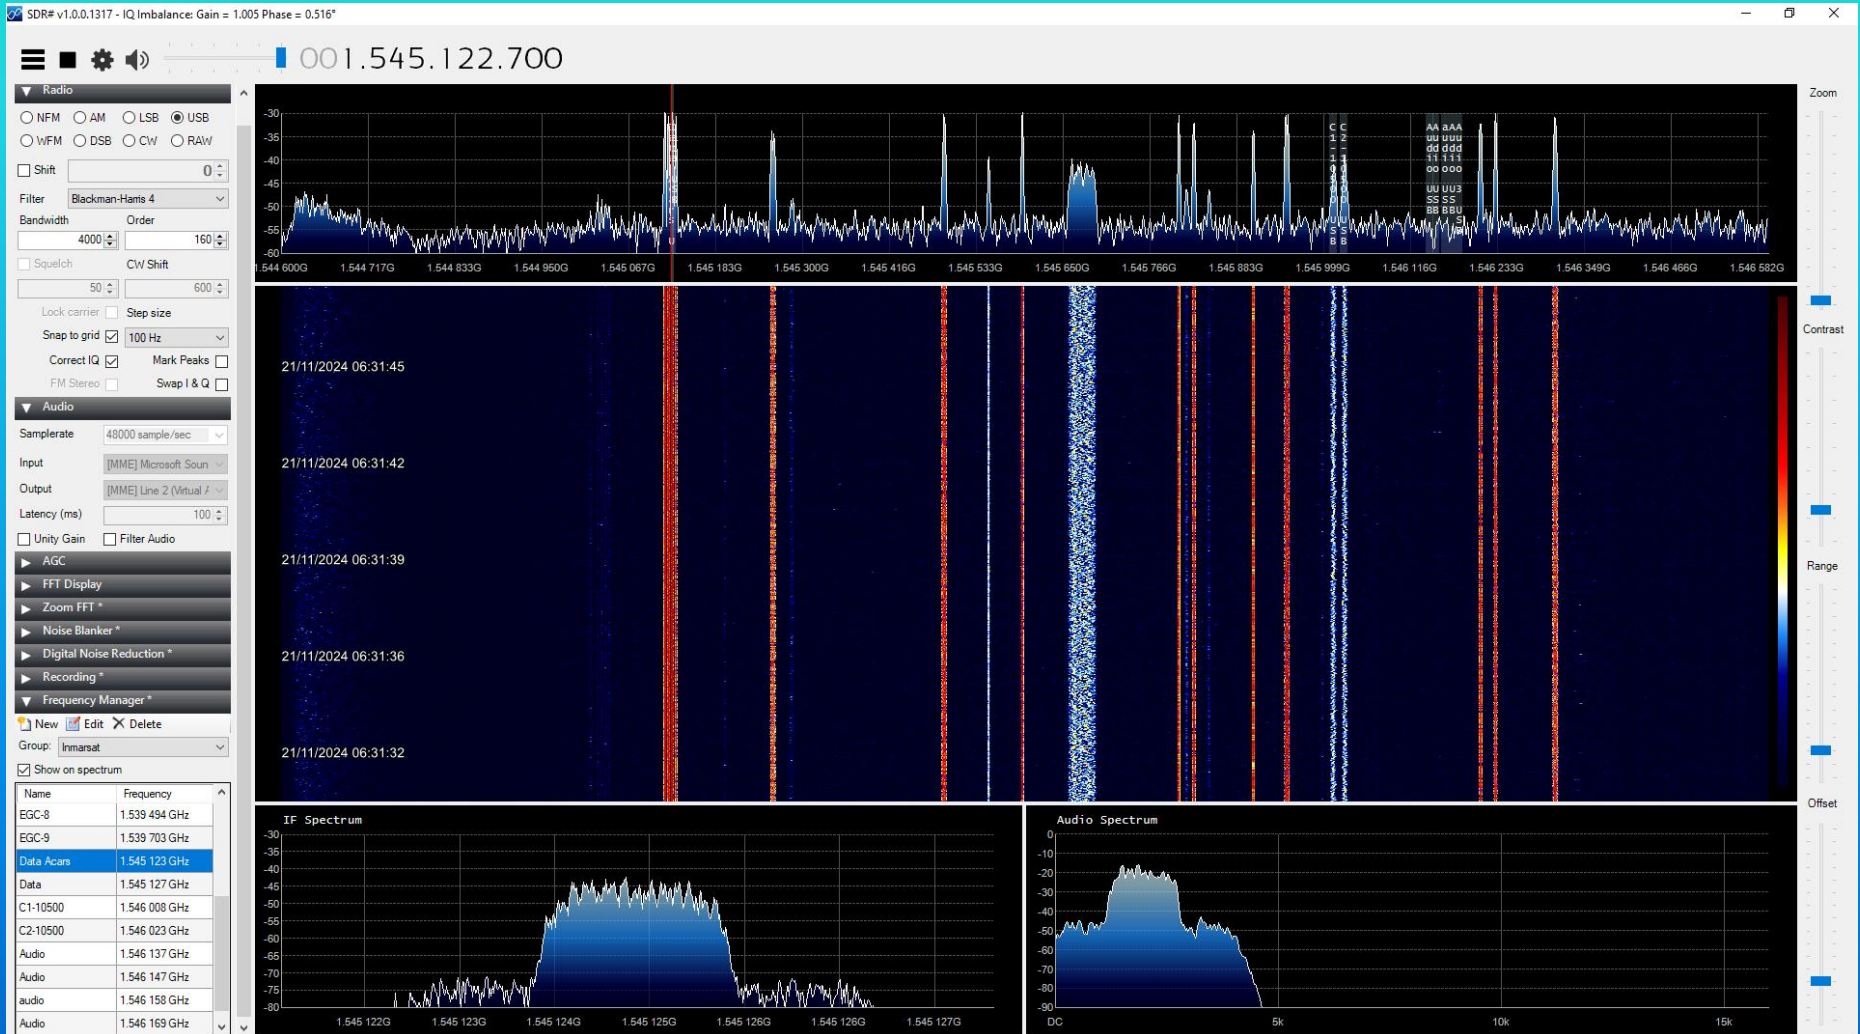 SDR# v1.0.0.1317 - IQ Imbalance: Gain = 1.005 Phase = 0.516°
001.545.122.700
Radio
NFM AM LSB USB
WFM DSB CW RAW
Shift 0
Filter Blackman-Harris 4
Bandwidth Order
4000 160
Squelch CW Shift
50 600
Lock carrier Step size
Snap to grid 100 Hz
Correct IQ Mark Peaks
FM Stereo Swap I & Q
Audio
Samplerate 48000 sample/sec
Input [MME] Microsoft Soun
Output [MME] Line 2 (Virtual
Latency (ms) 100
Unity Gain Filter Audio
AGC
FFT Display
Zoom FFT *
Noise Blanker *
Digital Noise Reduction *
Recording *
Frequency Manager *
New Edit Delete
Group: Inmarsat
Show on spectrum
Name Frequency
EGC-8 1.539 494 GHz
EGC-9 1.539 703 GHz
Data Acars 1.545 123 GHz
Data 1.545 127 GHz
C1-10500 1.546 008 GHz
C2-10500 1.546 023 GHz
Audio 1.546 137 GHz
Audio 1.546 147 GHz
audio 1.546 158 GHz
Audio 1.546 169 GHz
-30
-35
-40
-45
-50
-55
-60
1.544 600G 1.544 717G 1.544 833G 1.544 950G 1.545 067G 1.545 183G 1.545 300G 1.545 416G 1.545 533G 1.545 650G 1.545 766G 1.545 883G 1.545 999G 1.546 116G 1.546 233G 1.546 349G 1.546 466G 1.546 582G
21/11/2024 06:31:45
21/11/2024 06:31:42
21/11/2024 06:31:39
21/11/2024 06:31:36
21/11/2024 06:31:32
IF Spectrum
-30
-35
-40
-45
-50
-55
-60
-65
-70
-75
-80
1.545 122G 1.545 123G 1.545 124G 1.545 125G 1.545 126G 1.545 126G 1.545 127G
Audio Spectrum
0
-10
-20
-30
-40
-50
-60
-70
-80
-90
DC 5k 10k 15k
Zoom
Contrast
Range
Offset